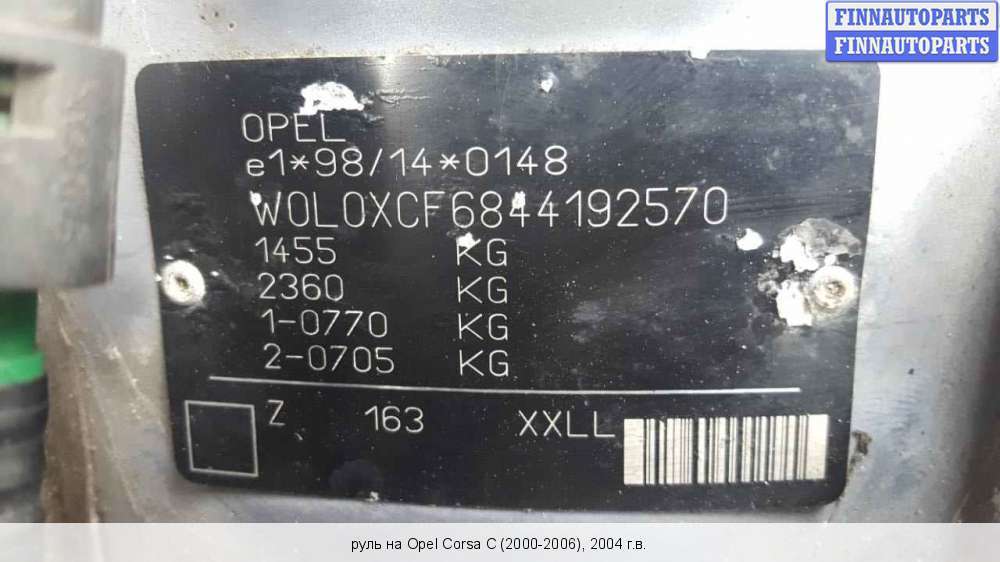 FINNAUTOPARTS
FINNAUTOPARTS
OPEL
e1*98/14*0148
W0L0XCF6844192570
1455 KG
2360 KG
1-0770 KG
2-0705 KG
Z 163 XXLL
руль на Opel Corsa C (2000-2006), 2004 г.в.